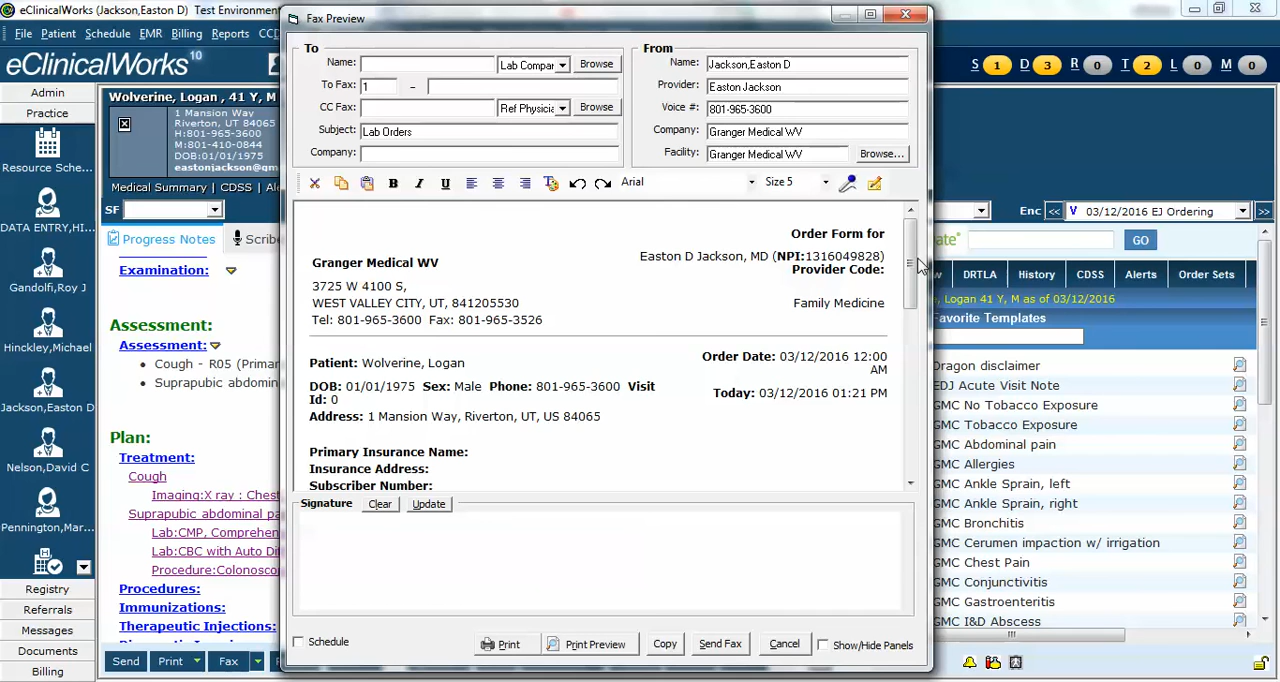 eClinicalWorks (Jackson,Easton D) Test Environ
File Patient Schedule EMR Billing Reports CCD
eClinicalWorks 10
S 1 D 3 R 0 T 2 L 0 M 0
Admin
Practice
Resource Sche...
DATA ENTRY,HI...
Gandolfi,Roy J
Hinckley,Michael
Jackson,Easton D
Nelson,David C
Pennington,Mar...
Registry
Referrals
Messages
Documents
Billing
Wolverine, Logan , 41 Y, M
1 Mansion Way
Riverton, UT 84065
H:801-965-3600
M:801-410-0844
DOB:01/01/1975
eastonjackson@gm
Medical Summary | CDSS | Ale
SF
Progress Notes
Scribe
Examination:
Assessment:
Assessment:
Cough - R05 (Primar
Suprapubic abdomin
Plan:
Treatment:
Cough
Imaging:X ray : Chest
Suprapubic abdominal pa
Lab:CMP, Comprehen
Lab:CBC with Auto Di
Procedure:Colonosco
Procedures:
Immunizations:
Therapeutic Injections:
Send Print Fax
Fax Preview
To
Name: Lab Compar Browse
To Fax: 1 –
CC Fax: Ref Physicia Browse
Subject: Lab Orders
Company:
From
Name: Jackson,Easton D
Provider: Easton Jackson
Voice #: 801-965-3600
Company: Granger Medical WV
Facility: Granger Medical WV Browse...
B I U Arial Size 5
Order Form for
Easton D Jackson, MD (NPI:1316049828)
Provider Code:
Family Medicine
Granger Medical WV
3725 W 4100 S,
WEST VALLEY CITY, UT, 841205530
Tel: 801-965-3600 Fax: 801-965-3526
Patient: Wolverine, Logan
DOB: 01/01/1975 Sex: Male Phone: 801-965-3600 Visit
Id: 0
Address: 1 Mansion Way, Riverton, UT, US 84065
Order Date: 03/12/2016 12:00
AM
Today: 03/12/2016 01:21 PM
Primary Insurance Name:
Insurance Address:
Subscriber Number:
Signature Clear Update
Schedule Print Print Preview Copy Send Fax Cancel Show/Hide Panels
Enc << V 03/12/2016 EJ Ordering >>
GO
w DRTLA History CDSS Alerts Order Sets
, Logan 41 Y, M as of 03/12/2016
Favorite Templates
Dragon disclaimer
EDJ Acute Visit Note
GMC No Tobacco Exposure
GMC Tobacco Exposure
GMC Abdominal pain
GMC Allergies
GMC Ankle Sprain, left
GMC Ankle Sprain, right
GMC Bronchitis
GMC Cerumen impaction w/ irrigation
GMC Chest Pain
GMC Conjunctivitis
GMC Gastroenteritis
GMC I&D Abscess